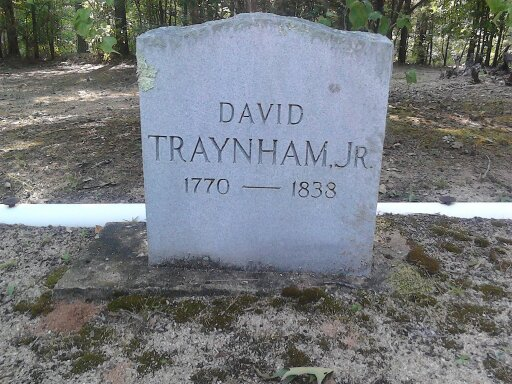 DAVID
TRAYNHAM, JR.
1770 — 1838